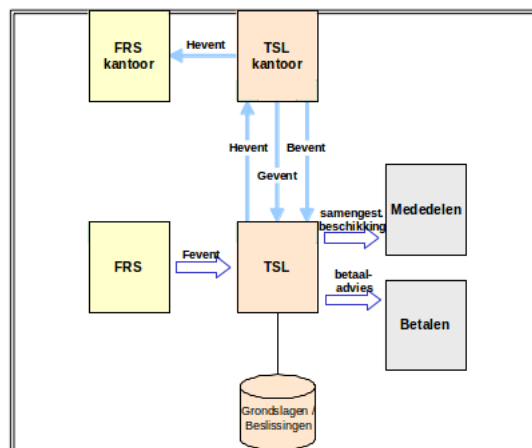 FRS
kantoor
Hevent
TSL
kantoor
Hevent
Bevent
Gevent
samengest.
beschikking
Mededelen
FRS
Fevent
TSL
betaal-
advies
Betalen
Grondslagen /
Beslissingen